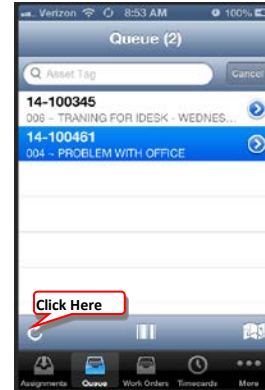 Verizon 8:53 AM 100%
Queue (2)
Asset Tag Cancel
14-100345
006 – TRANING FOR IDESK - WEDNES...
14-100461
004 – PROBLEM WITH OFFICE
Click Here
Assignments Queue Work Orders Timecards More